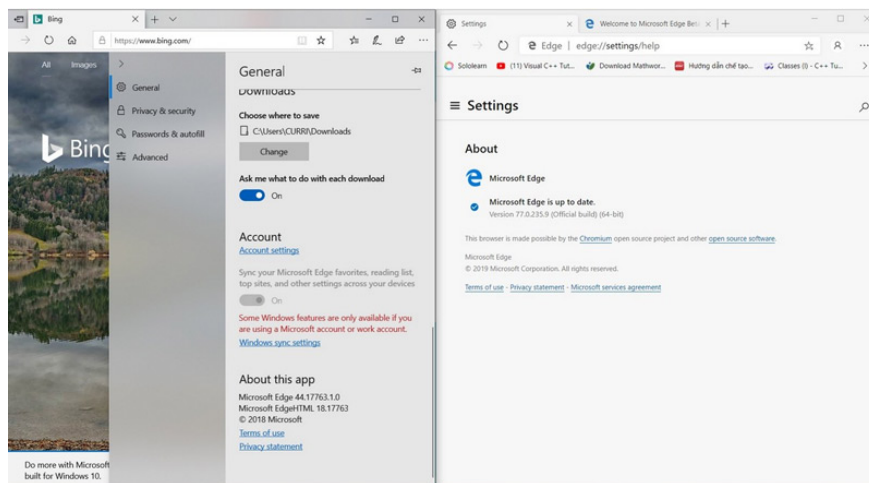 Bing
https://www.bing.com/
All Images
Bing
General
Privacy & security
Passwords & autofill
Advanced
General
Downloads
Choose where to save
C:\Users\CURRI\Downloads
Change
Ask me what to do with each download
On
Account
Account settings
Sync your Microsoft Edge favorites, reading list,
top sites, and other settings across your devices
On
Some Windows features are only available if you
are using a Microsoft account or work account.
Windows sync settings
About this app
Microsoft Edge 44.17763.1.0
Microsoft EdgeHTML 18.17763
© 2018 Microsoft
Terms of use
Privacy statement
Do more with Microsoft
built for Windows 10.
Settings
Welcome to Microsoft Edge Bet
Edge | edge://settings/help
Sololearn (11) Visual C++ Tut... Download Mathwor... Hướng dẫn chế tạo... Classes (I) - C++ Tu...
Settings
About
Microsoft Edge
Microsoft Edge is up to date.
Version 77.0.235.9 (Official build) (64-bit)
This browser is made possible by the Chromium open source project and other open source software.
Microsoft Edge
© 2019 Microsoft Corporation. All rights reserved.
Terms of use - Privacy statement - Microsoft services agreement